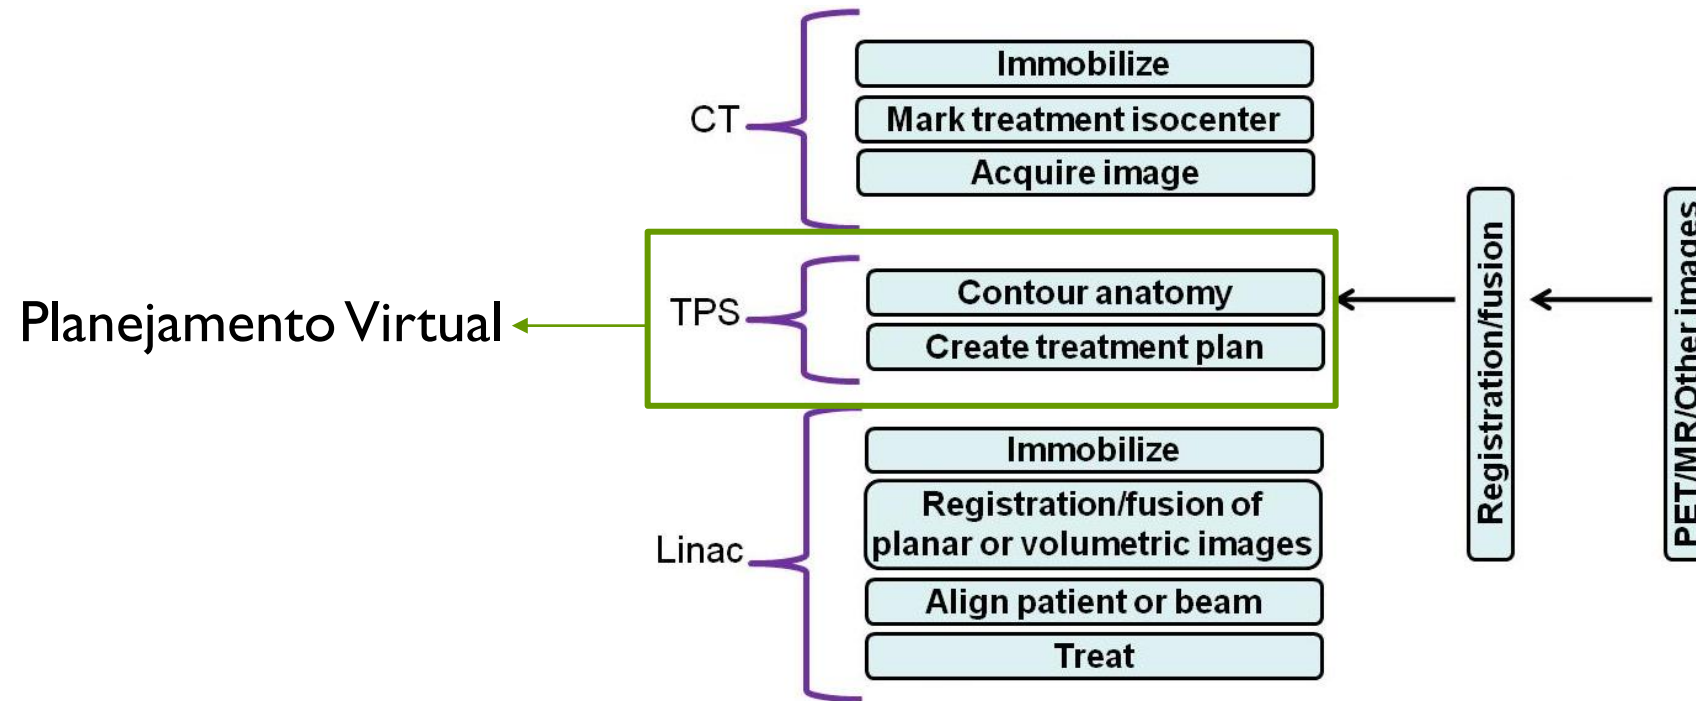 CT
Immobilize
Mark treatment isocenter
Acquire image
Planejamento Virtual
TPS
Contour anatomy
Create treatment plan
Linac
Immobilize
Registration/fusion of
planar or volumetric images
Align patient or beam
Treat
Registration/fusion
PET/MR/Other images